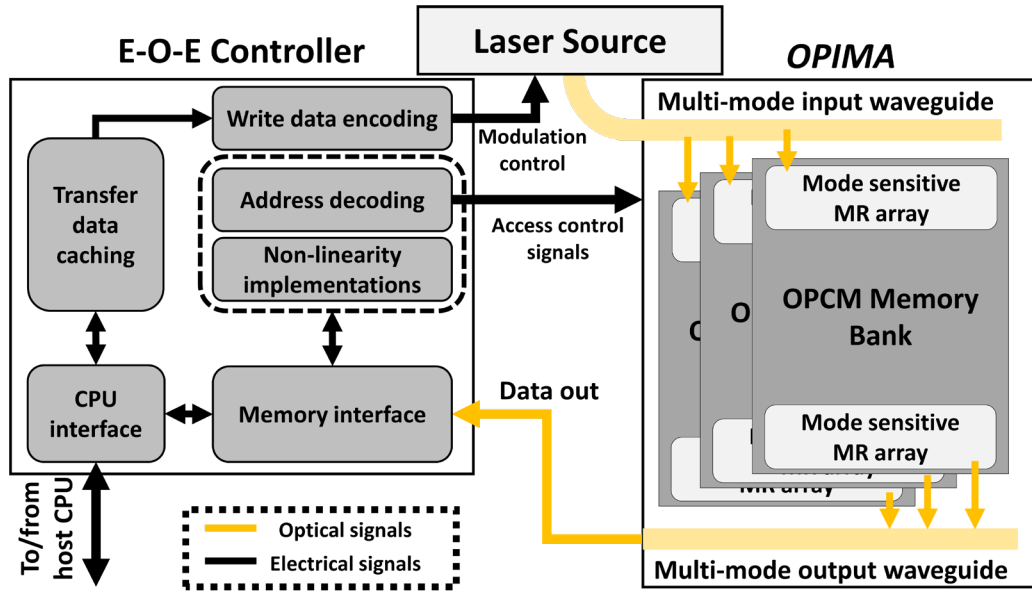 E-O-E Controller
Laser Source
OPIMA
Write data encoding
Modulation
control
Multi-mode input waveguide
Transfer
data
caching
Address decoding
Access control
signals
Non-linearity
implementations
Mode sensitive
MR array
OPCM Memory
Bank
CPU
interface
Memory interface
Data out
Mode sensitive
MR array
MR array
To/from
host CPU
Optical signals
Electrical signals
Multi-mode output waveguide